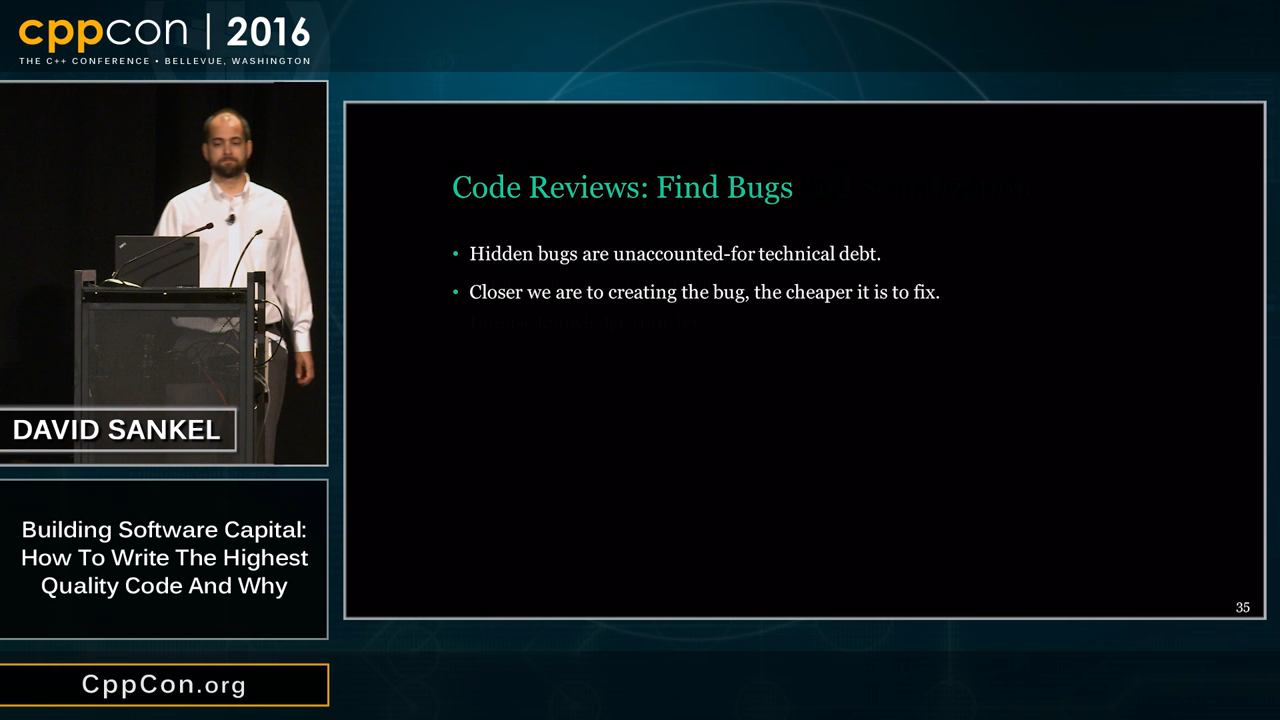 cppcon | 2016
THE C++ CONFERENCE • BELLEVUE, WASHINGTON
DAVID SANKEL
Building Software Capital:
How To Write The Highest
Quality Code And Why
CppCon.org
Code Reviews: Find Bugs
• Hidden bugs are unaccounted-for technical debt.
• Closer we are to creating the bug, the cheaper it is to fix.
35